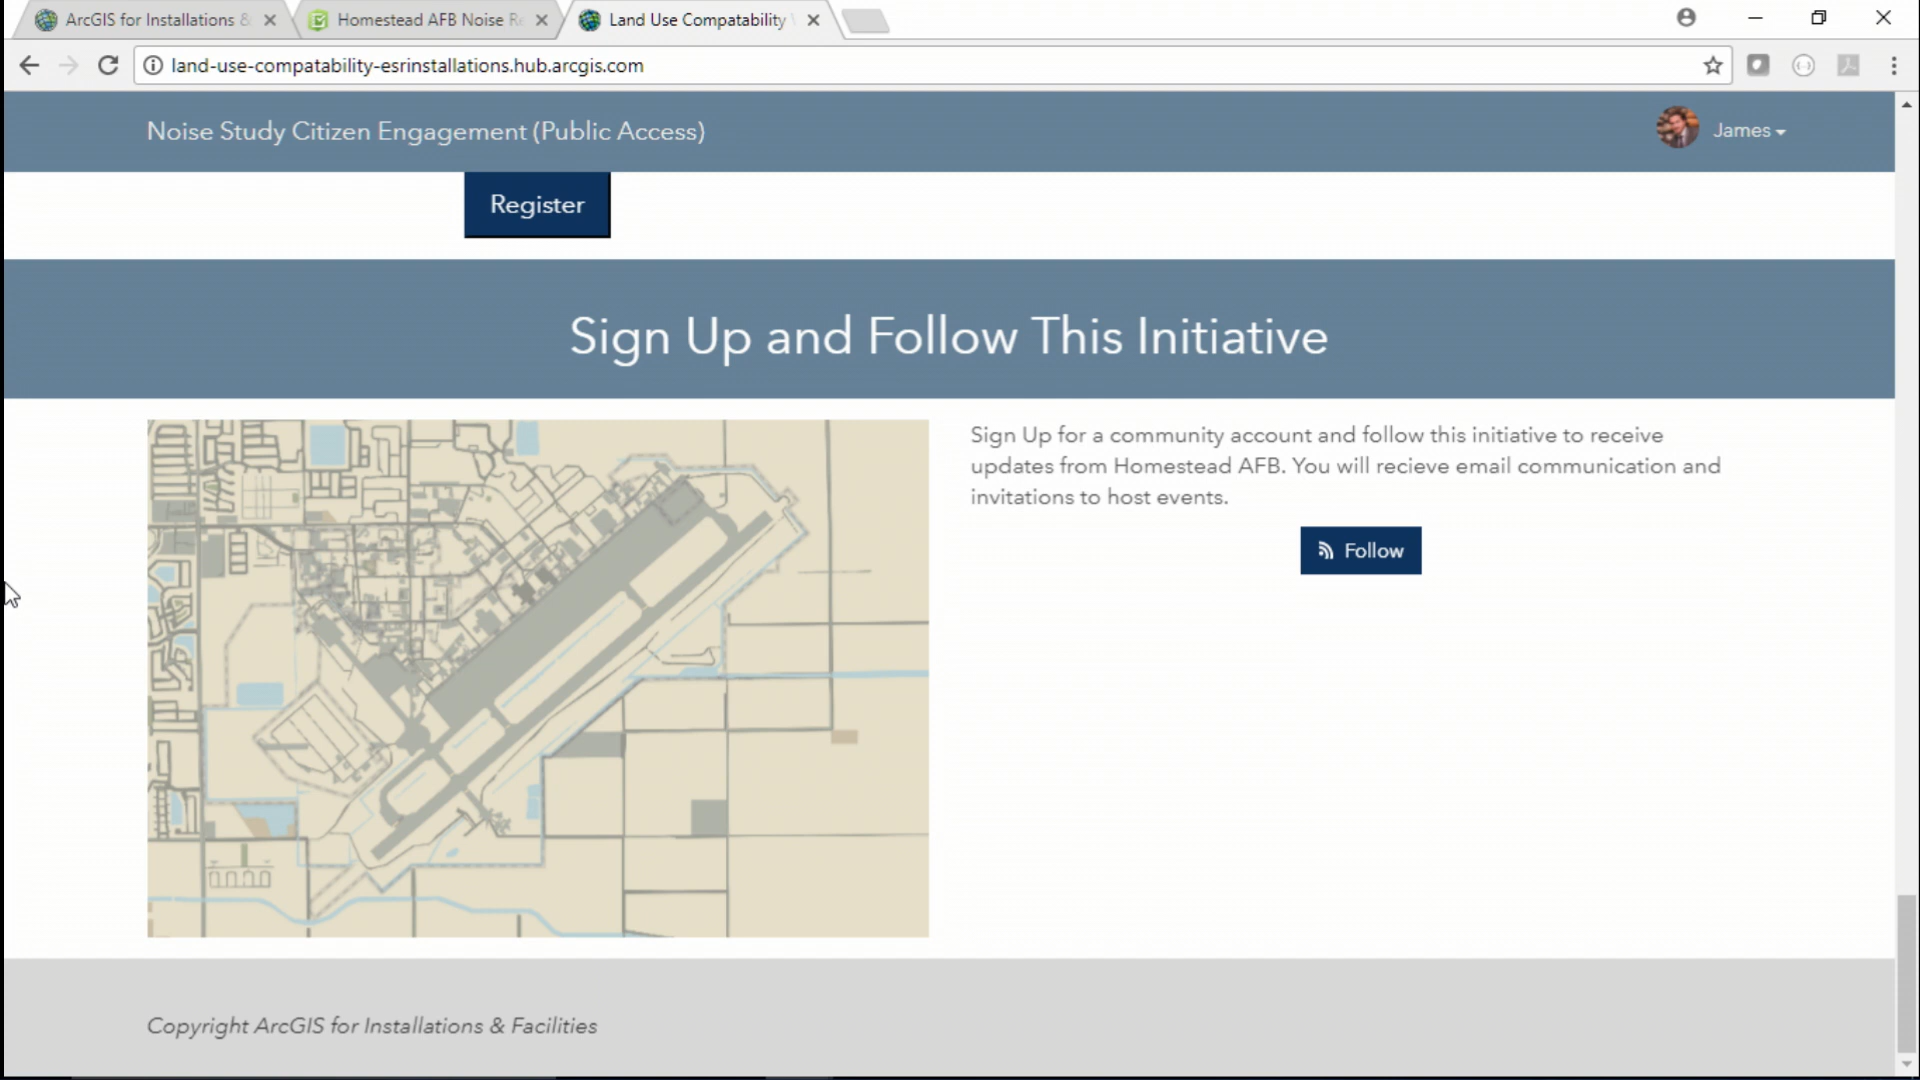 ArcGIS for Installations &
Homestead AFB Noise Re
Land Use Compatability
land-use-compatability-esrinstallations.hub.arcgis.com
Noise Study Citizen Engagement (Public Access)
James
Register
Sign Up and Follow This Initiative
Sign Up for a community account and follow this initiative to receive
updates from Homestead AFB. You will recieve email communication and
invitations to host events.
Follow
Copyright ArcGIS for Installations & Facilities